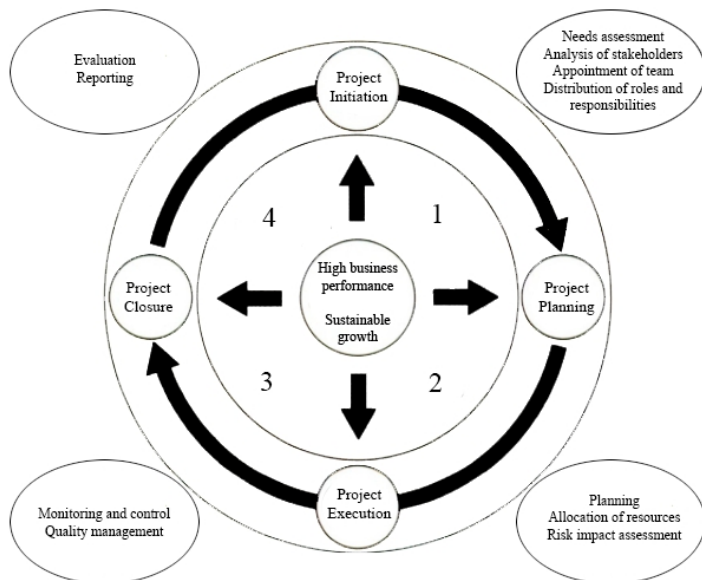 Evaluation
Reporting
Needs assessment
Analysis of stakeholders
Appointment of team
Distribution of roles and
responsibilities
Project
Initiation
4
1
Project
Closure
High business
performance
Sustainable
growth
Project
Planning
3
2
Project
Execution
Monitoring and control
Quality management
Planning
Allocation of resources
Risk impact assessment